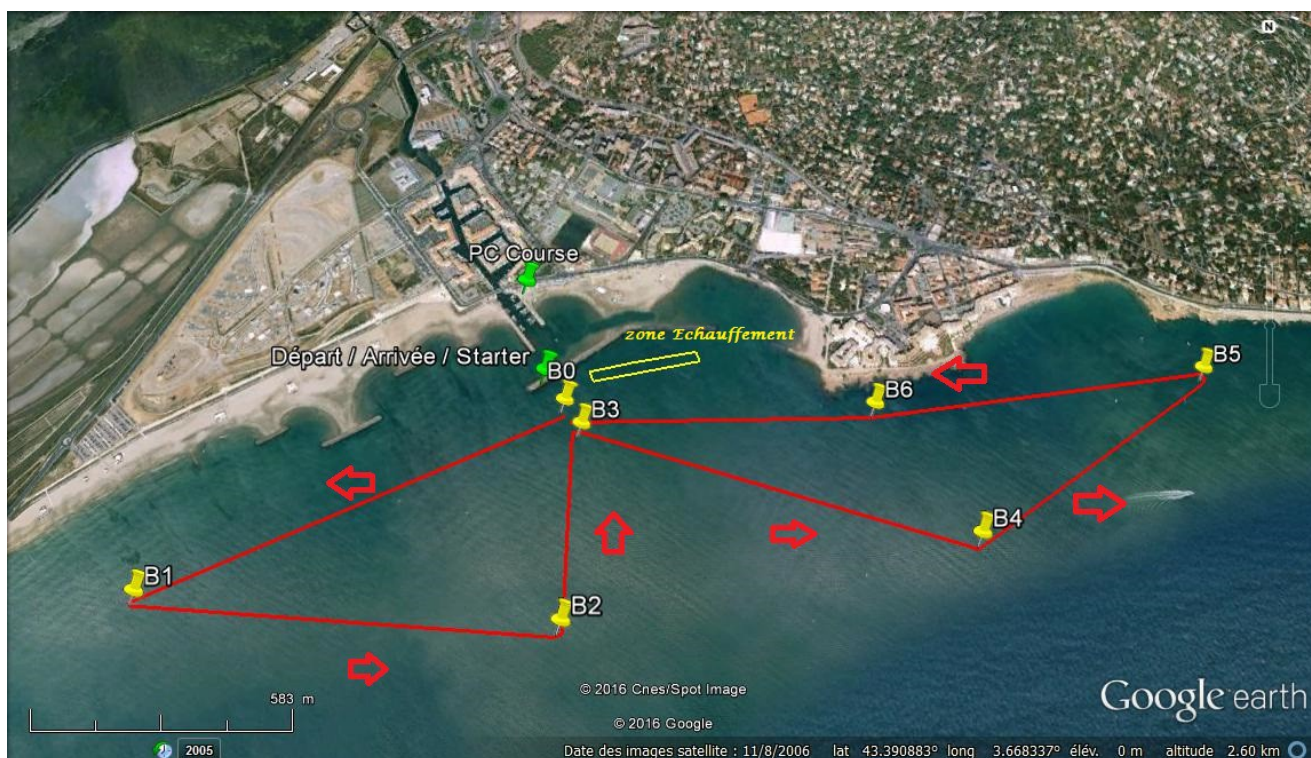 N
PC Course
zone Echauffement
Départ / Arrivée / Starter
B0
B5
B6
B3
B4
B1
B2
583 m
© 2016 Cnes/Spot Image
Google earth
© 2016 Google
2005
Date des images satellite : 11/8/2006 lat 43.390883° long 3.668337° élév. 0 m altitude 2.60 km